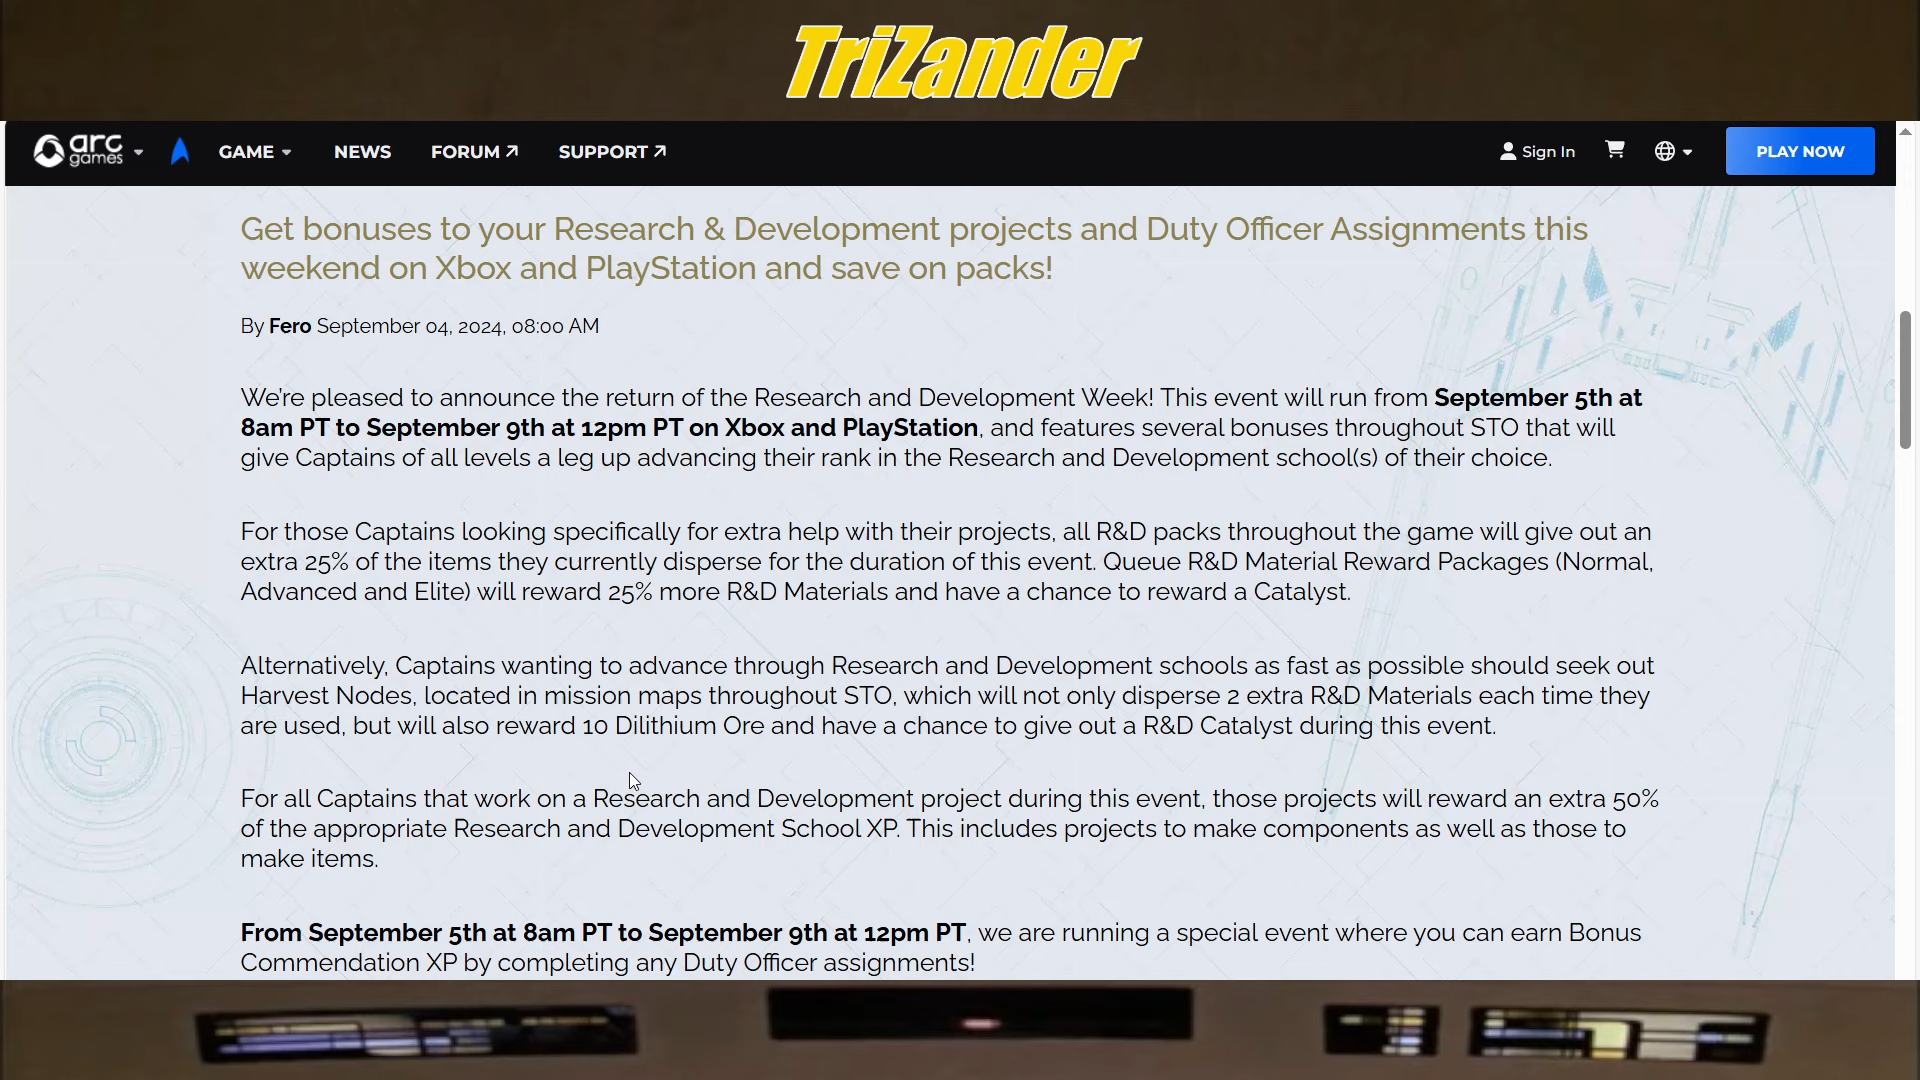 TriZander
arc games
GAME
NEWS
FORUM
SUPPORT
Sign In
PLAY NOW
Get bonuses to your Research & Development projects and Duty Officer Assignments this
weekend on Xbox and PlayStation and save on packs!
By Fero September 04, 2024, 08:00 AM
We're pleased to announce the return of the Research and Development Week! This event will run from September 5th at
8am PT to September 9th at 12pm PT on Xbox and PlayStation, and features several bonuses throughout STO that will
give Captains of all levels a leg up advancing their rank in the Research and Development school(s) of their choice.
For those Captains looking specifically for extra help with their projects, all R&D packs throughout the game will give out an
extra 25% of the items they currently disperse for the duration of this event. Queue R&D Material Reward Packages (Normal,
Advanced and Elite) will reward 25% more R&D Materials and have a chance to reward a Catalyst.
Alternatively, Captains wanting to advance through Research and Development schools as fast as possible should seek out
Harvest Nodes, located in mission maps throughout STO, which will not only disperse 2 extra R&D Materials each time they
are used, but will also reward 10 Dilithium Ore and have a chance to give out a R&D Catalyst during this event.
For all Captains that work on a Research and Development project during this event, those projects will reward an extra 50%
of the appropriate Research and Development School XP. This includes projects to make components as well as those to
make items.
From September 5th at 8am PT to September 9th at 12pm PT, we are running a special event where you can earn Bonus
Commendation XP by completing any Duty Officer assignments!